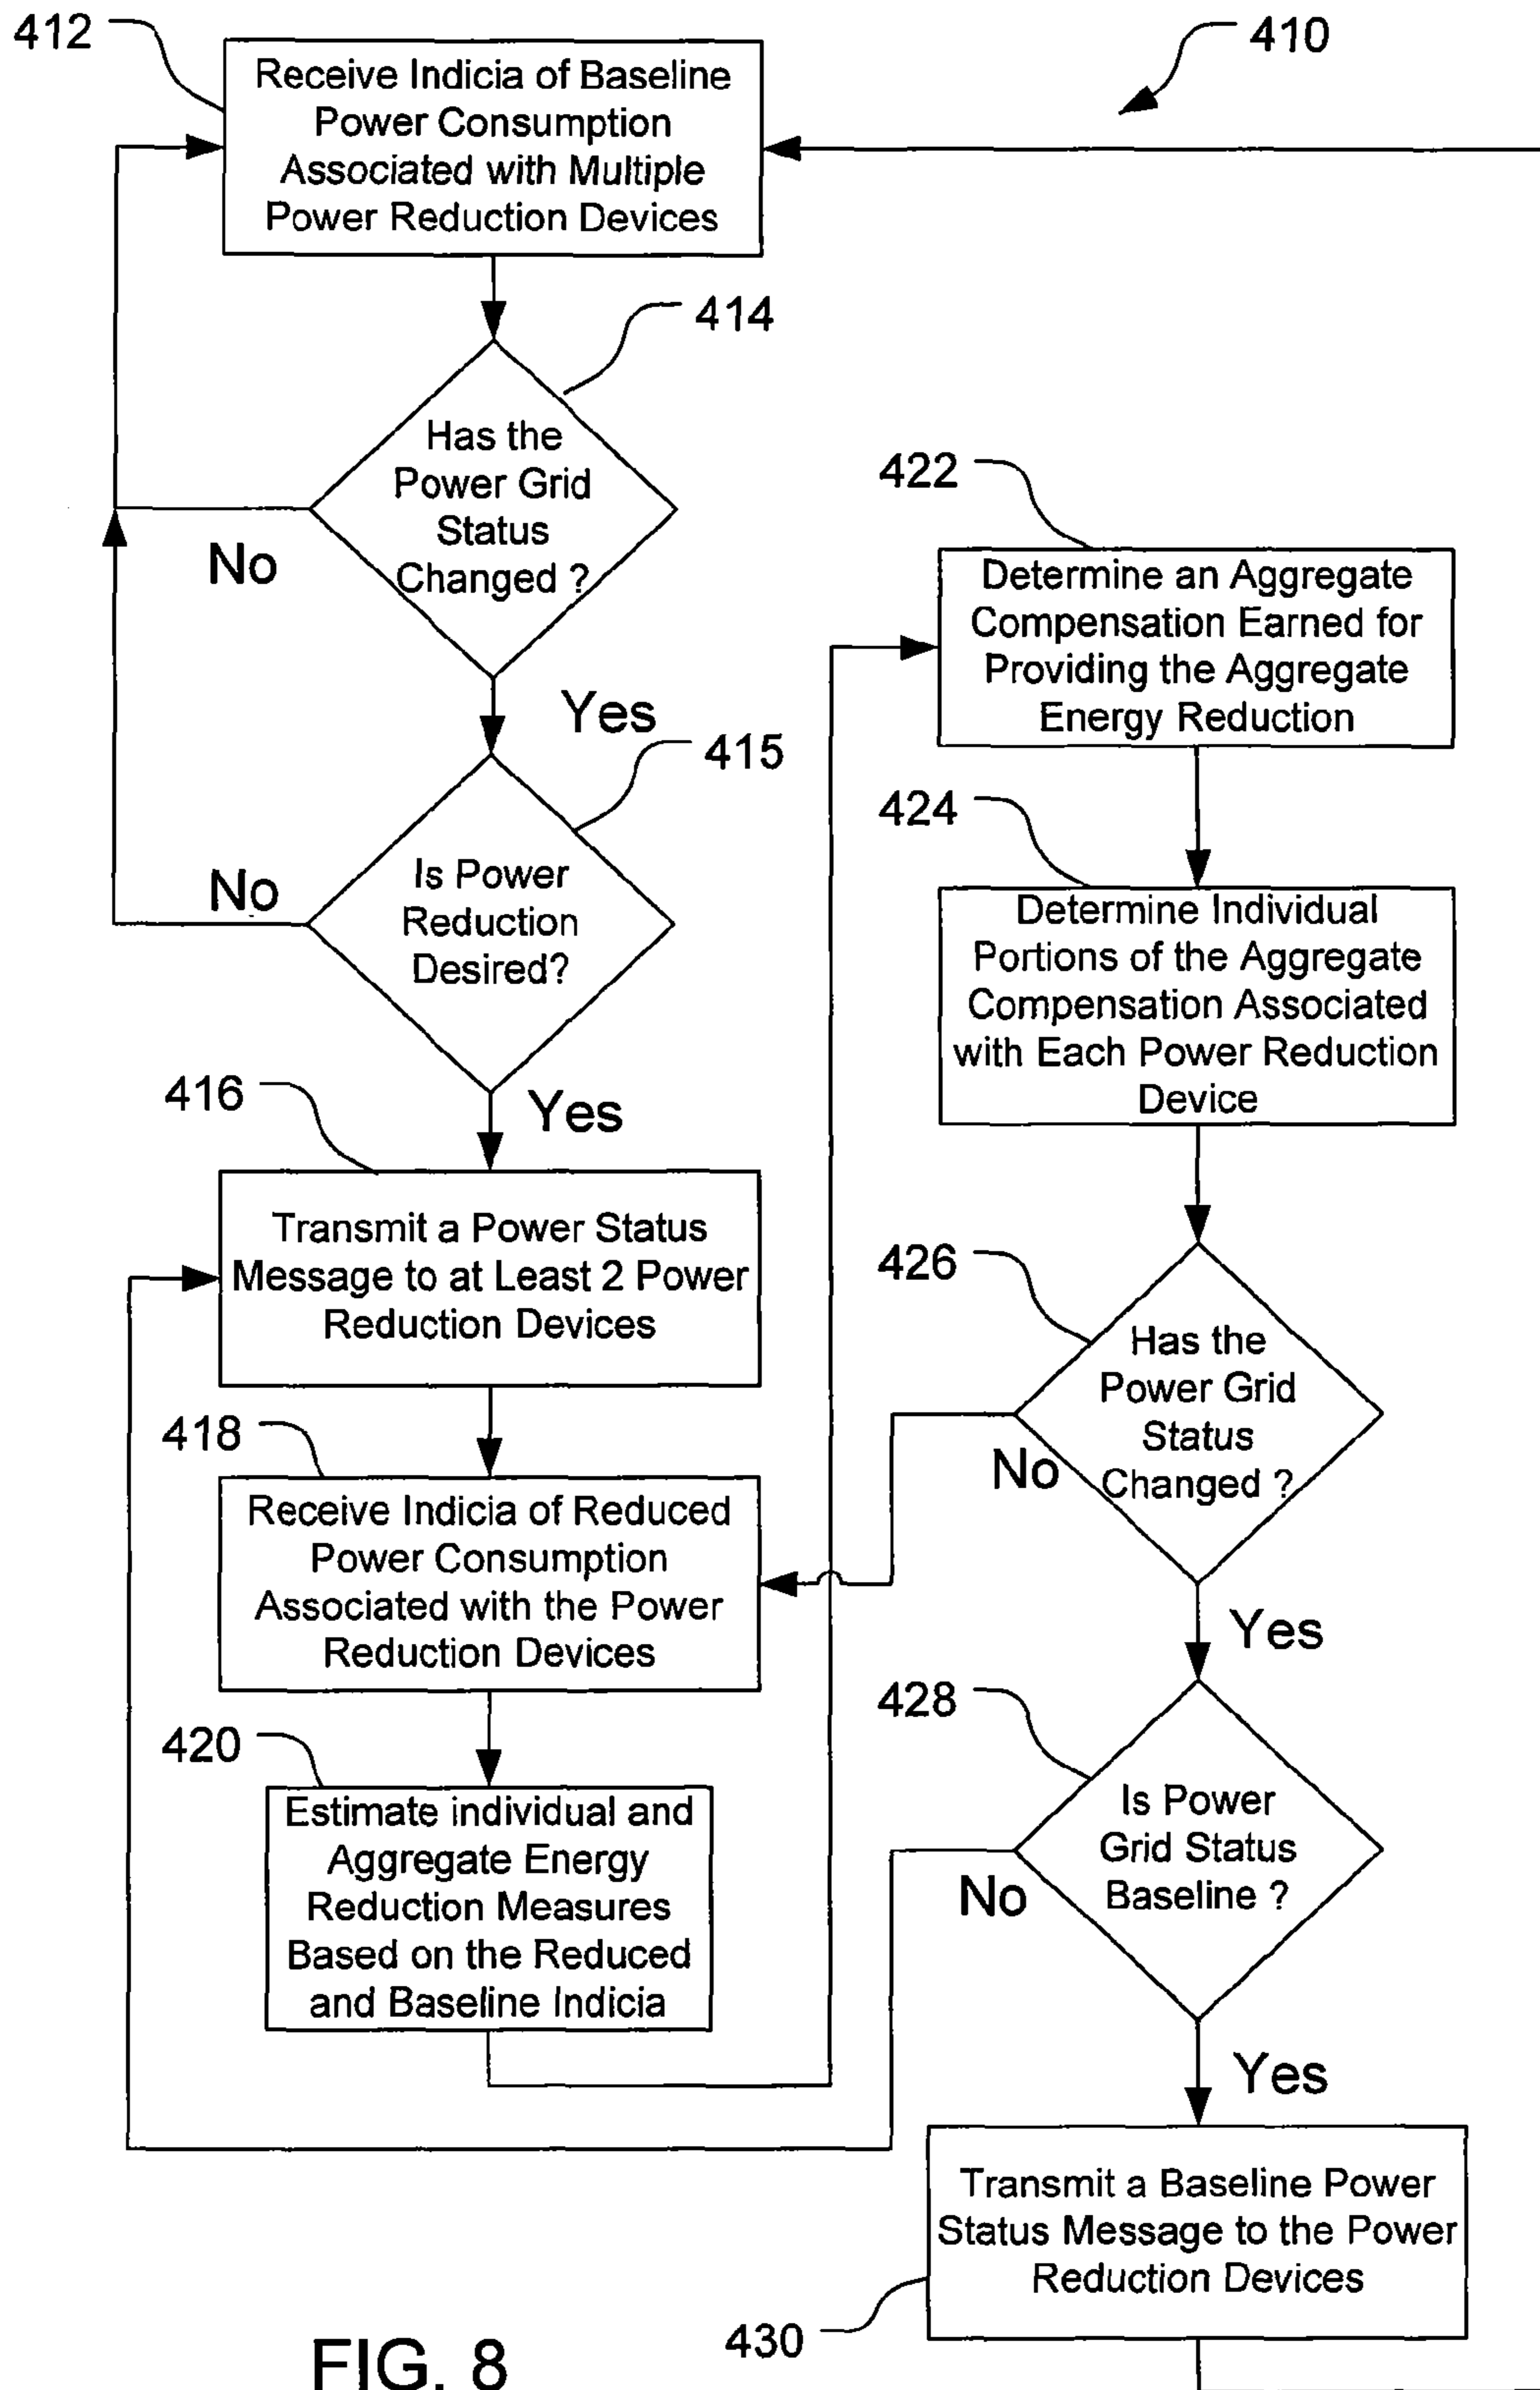 412
410
Receive Indicia of Baseline
Power Consumption
Associated with Multiple
Power Reduction Devices
414
Has the
Power Grid
Status
Changed ?
No
Yes
415
Is Power
Reduction
Desired?
No
Yes
416
Transmit a Power Status
Message to at Least 2 Power
Reduction Devices
418
Receive Indicia of Reduced
Power Consumption
Associated with the Power
Reduction Devices
420
Estimate individual and
Aggregate Energy
Reduction Measures
Based on the Reduced
and Baseline Indicia
422
Determine an Aggregate
Compensation Earned for
Providing the Aggregate
Energy Reduction
424
Determine Individual
Portions of the Aggregate
Compensation Associated
with Each Power Reduction
Device
426
Has the
Power Grid
Status
Changed ?
No
Yes
428
Is Power
Grid Status
Baseline ?
No
Yes
Transmit a Baseline Power
Status Message to the Power
Reduction Devices
430
FIG. 8